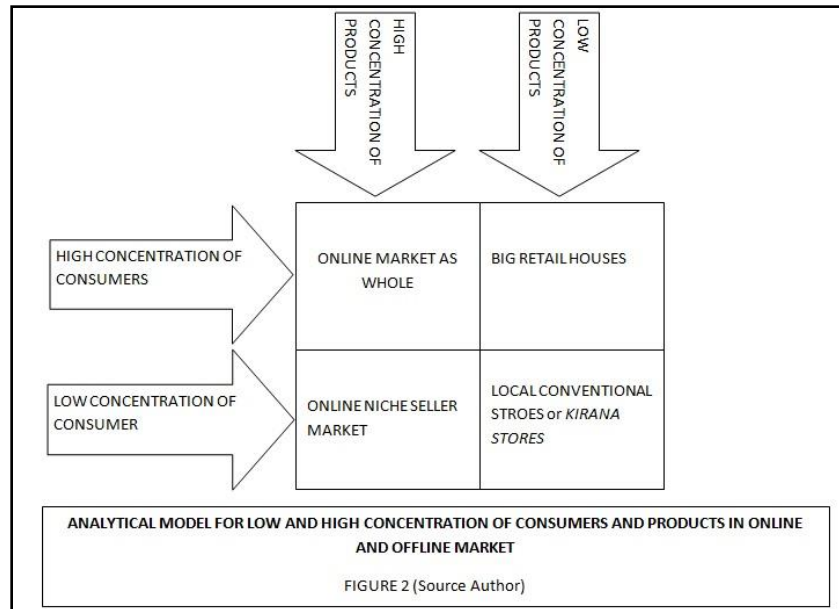 HIGH
CONCENTRATION OF
PRODUCTS
LOW
CONCENTRATION OF
PRODUCTS
HIGH CONCENTRATION OF
CONSUMERS
ONLINE MARKET AS
WHOLE
BIG RETAIL HOUSES
LOW CONCENTRATION OF
CONSUMER
ONLINE NICHE SELLER
MARKET
LOCAL CONVENTIONAL
STROES or KIRANA
STORES
ANALYTICAL MODEL FOR LOW AND HIGH CONCENTRATION OF CONSUMERS AND PRODUCTS IN ONLINE
AND OFFLINE MARKET
FIGURE 2 (Source Author)